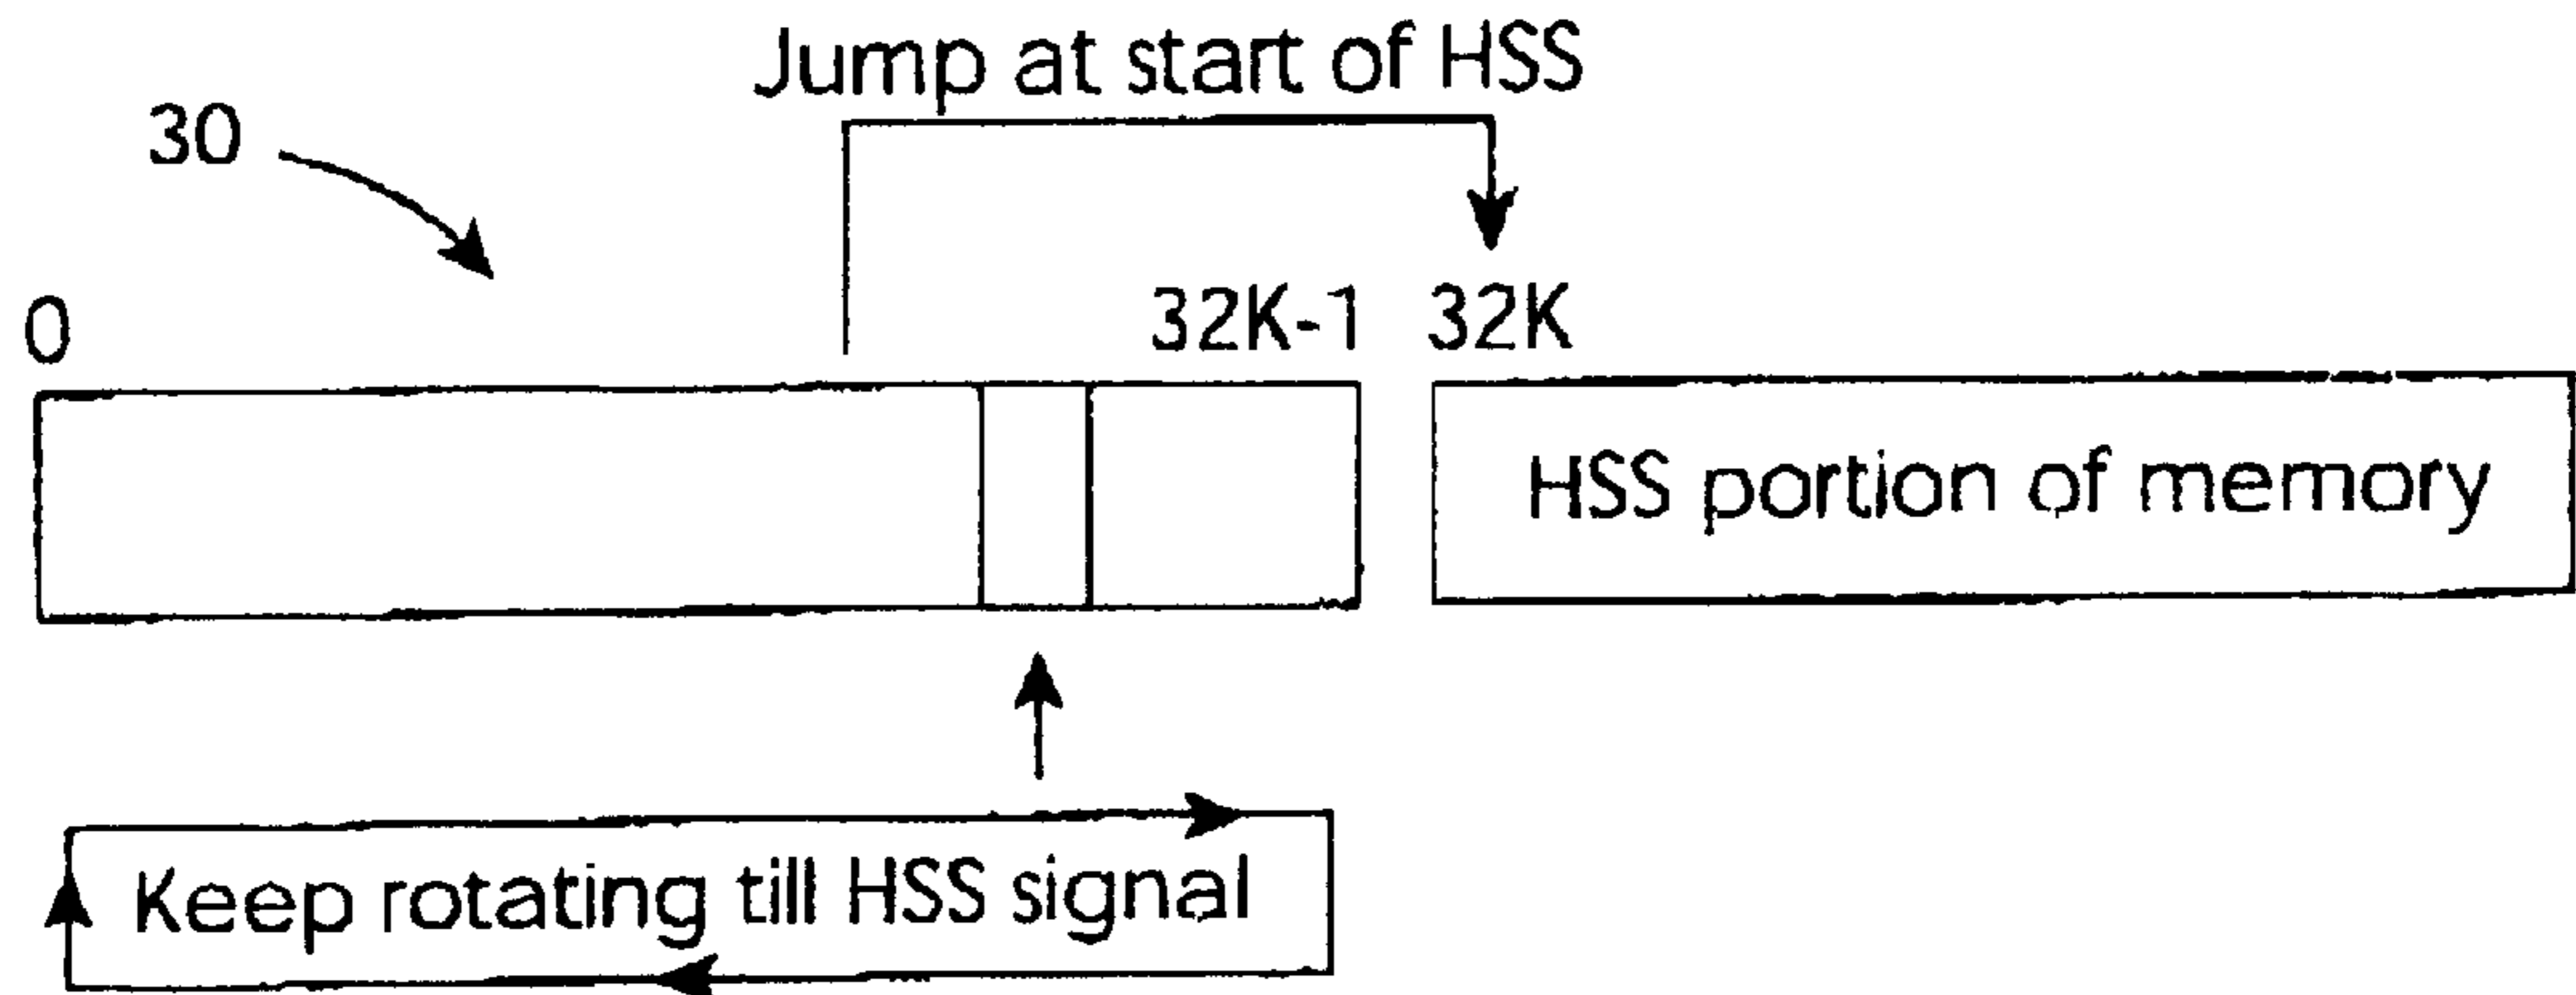 Jump at start of HSS
30
0
32K-1 32K
HSS portion of memory
Keep rotating till HSS signal